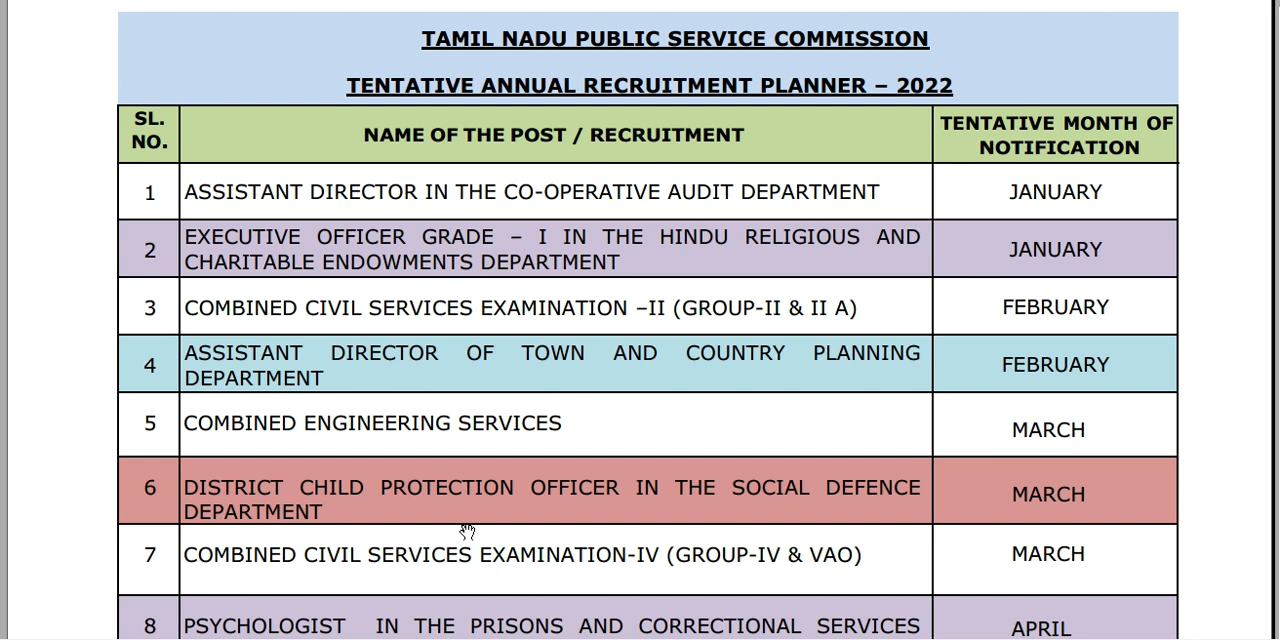 TAMIL NADU PUBLIC SERVICE COMMISSION
TENTATIVE ANNUAL RECRUITMENT PLANNER – 2022
SL.
NO.
NAME OF THE POST / RECRUITMENT
TENTATIVE MONTH OF
NOTIFICATION
1 ASSISTANT DIRECTOR IN THE CO-OPERATIVE AUDIT DEPARTMENT JANUARY
2 EXECUTIVE OFFICER GRADE – I IN THE HINDU RELIGIOUS AND
CHARITABLE ENDOWMENTS DEPARTMENT JANUARY
3 COMBINED CIVIL SERVICES EXAMINATION –II (GROUP-II & II A) FEBRUARY
4 ASSISTANT DIRECTOR OF TOWN AND COUNTRY PLANNING
DEPARTMENT FEBRUARY
5 COMBINED ENGINEERING SERVICES MARCH
6 DISTRICT CHILD PROTECTION OFFICER IN THE SOCIAL DEFENCE
DEPARTMENT MARCH
7 COMBINED CIVIL SERVICES EXAMINATION-IV (GROUP-IV & VAO) MARCH
8 PSYCHOLOGIST IN THE PRISONS AND CORRECTIONAL SERVICES APRIL